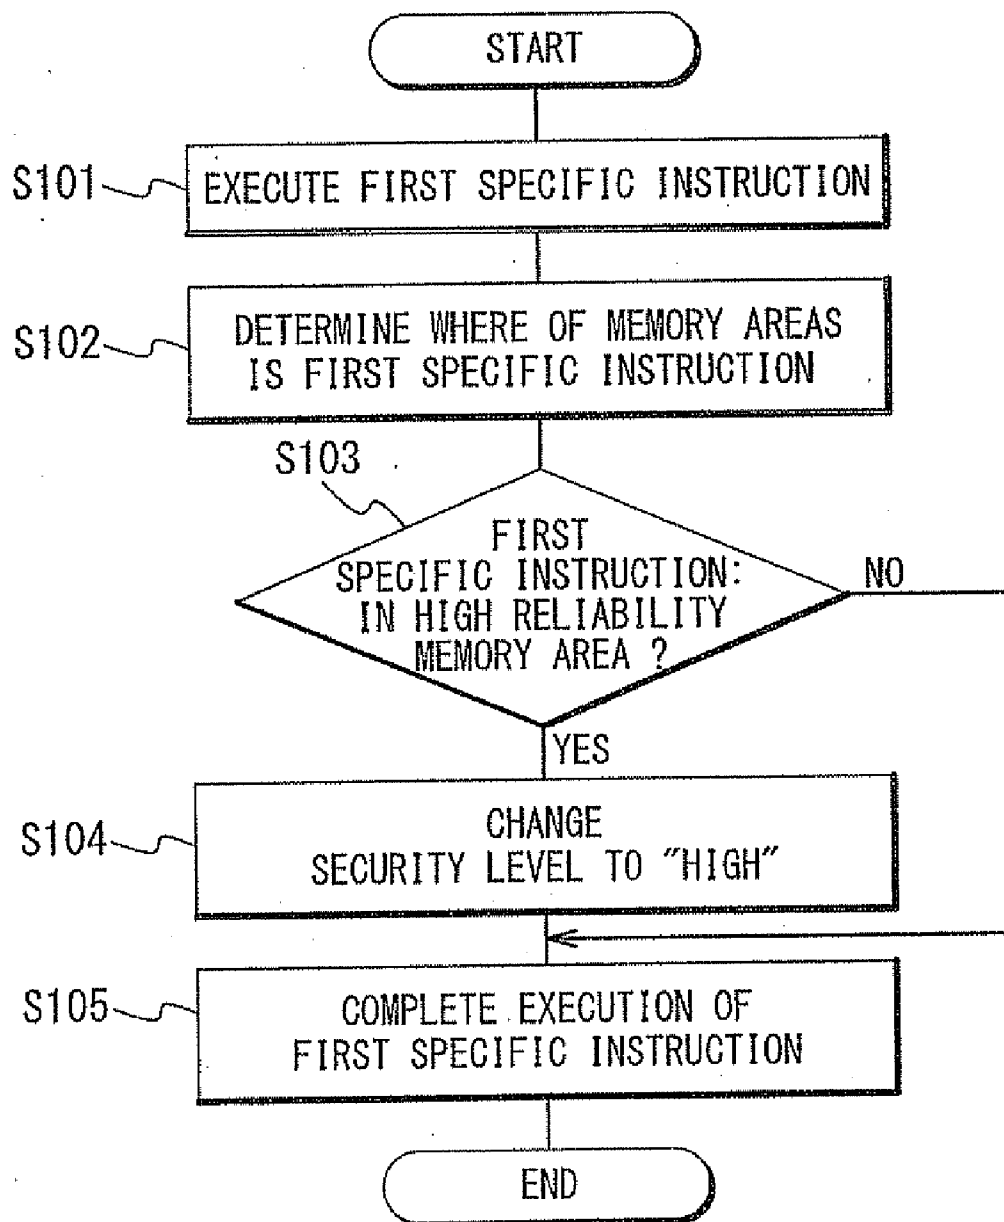 START
S101
EXECUTE FIRST SPECIFIC INSTRUCTION
S102
DETERMINE WHERE OF MEMORY AREAS
IS FIRST SPECIFIC INSTRUCTION
S103
FIRST
SPECIFIC INSTRUCTION:
IN HIGH RELIABILITY
MEMORY AREA ?
NO
YES
S104
CHANGE
SECURITY LEVEL TO "HIGH"
S105
COMPLETE EXECUTION OF
FIRST SPECIFIC INSTRUCTION
END